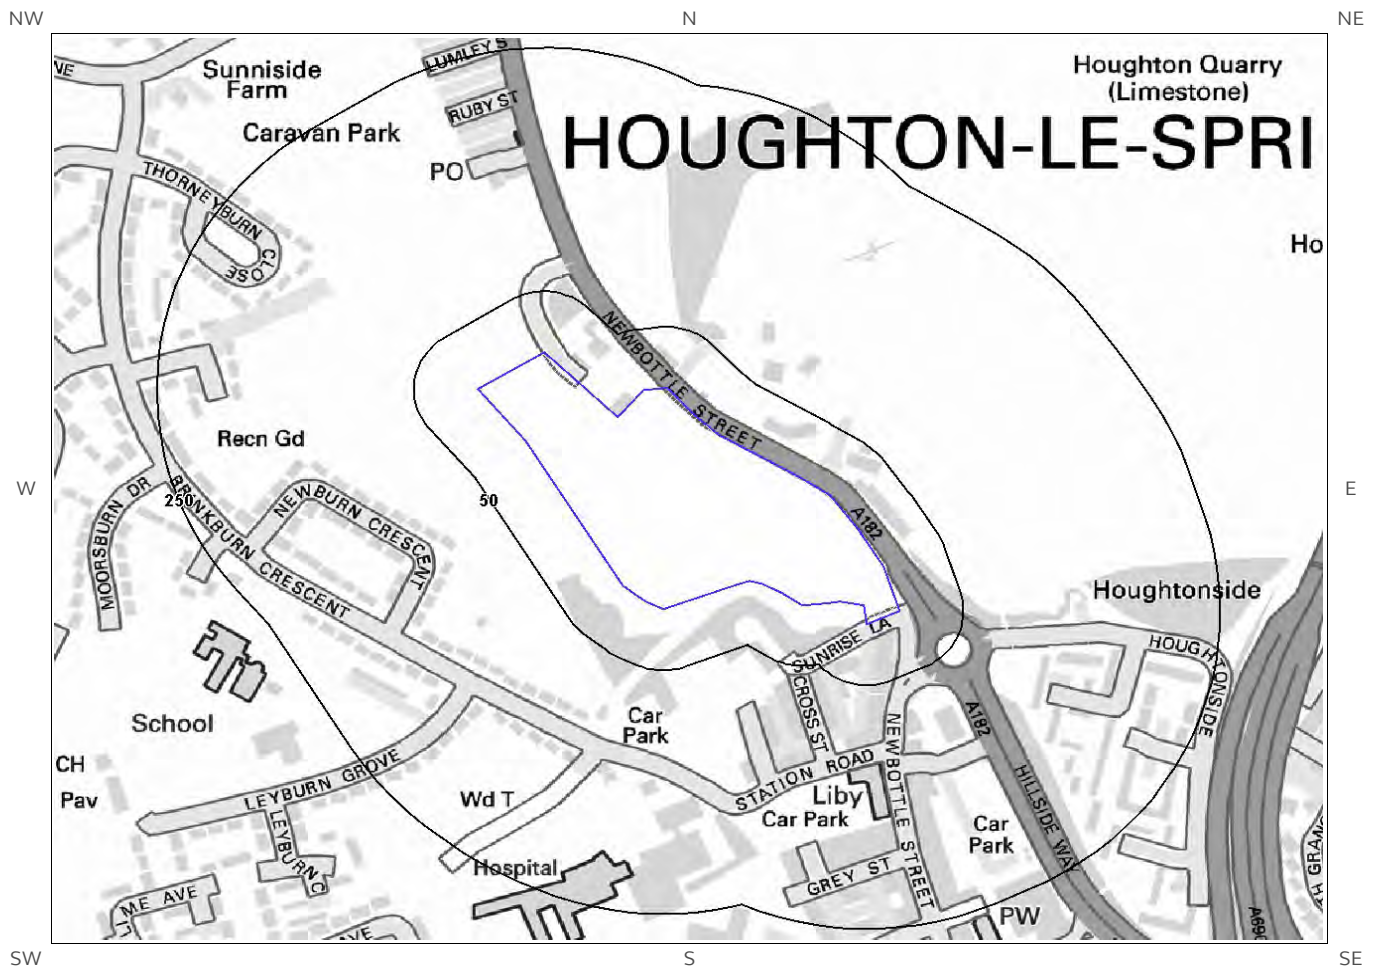 NW
N
NE
NE
Sunniside
Farm
LUMLEY S
Houghton Quarry
(Limestone)
RUBY ST
Caravan Park
HOUGHTON-LE-SPRI
PO
THORNEYBURN
CLOSE
Ho
NEWBOTTLE STREET
Recn Gd
W
E
MOORSBURN DR
250
50
BRINKBURN CRESCENT
NEWBURN CRESCENT
A182
Houghtonside
SUNRISE LA
HOUGHTONSIDE
School
CROSS ST
Car
Park
A182
NEWBOTTLE STREET
CH
Pav
LEYBURN GROVE
STATION ROAD
HILLSIDE WAY
Wd T
Liby
Car Park
Car
Park
LEYBURN C
Hospital
GREY ST
ME AVE
AVE
PW
A690
SW
S
SE